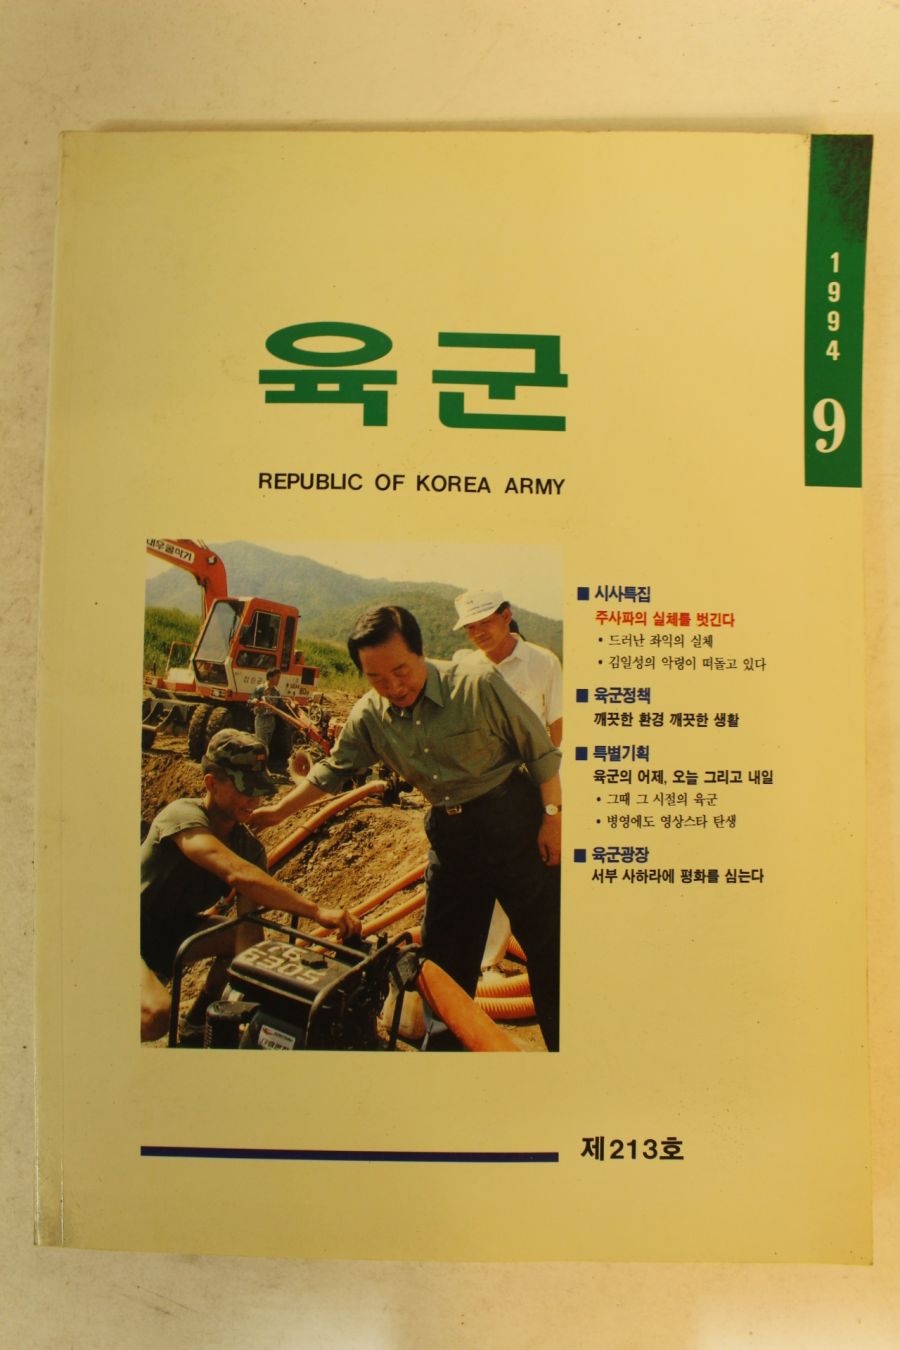 1994
9
육군
REPUBLIC OF KOREA ARMY
대우굴삭기
■ 시사특집
주사파의 실체를 벗긴다
• 드러난 좌익의 실체
• 김일성의 악령이 떠돌고 있다
■ 육군정책
깨끗한 환경 깨끗한 생활
■ 특별기획
육군의 어제, 오늘 그리고 내일
• 그때 그 시절의 육군
• 병영에도 영상스타 탄생
■ 육군광장
서부 사하라에 평화를 심는다
제213호